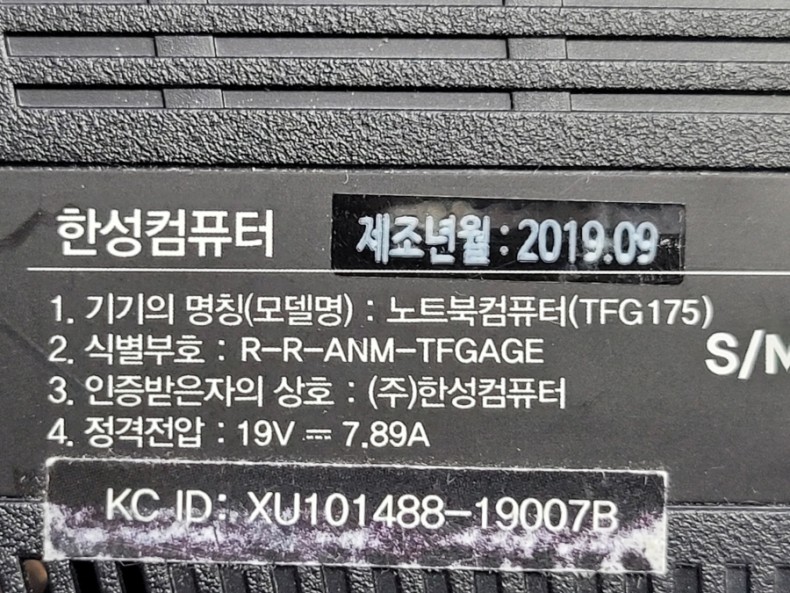 한성컴퓨터 제조년월 : 2019.09
1. 기기의 명칭(모델명) : 노트북컴퓨터(TFG175)
2. 식별부호 : R-R-ANM-TFGAGE
S/M
3. 인증받은자의 상호 : (주)한성컴퓨터
4. 정격전압 : 19V ⎓ 7.89A
KC ID: XU101488-19007B